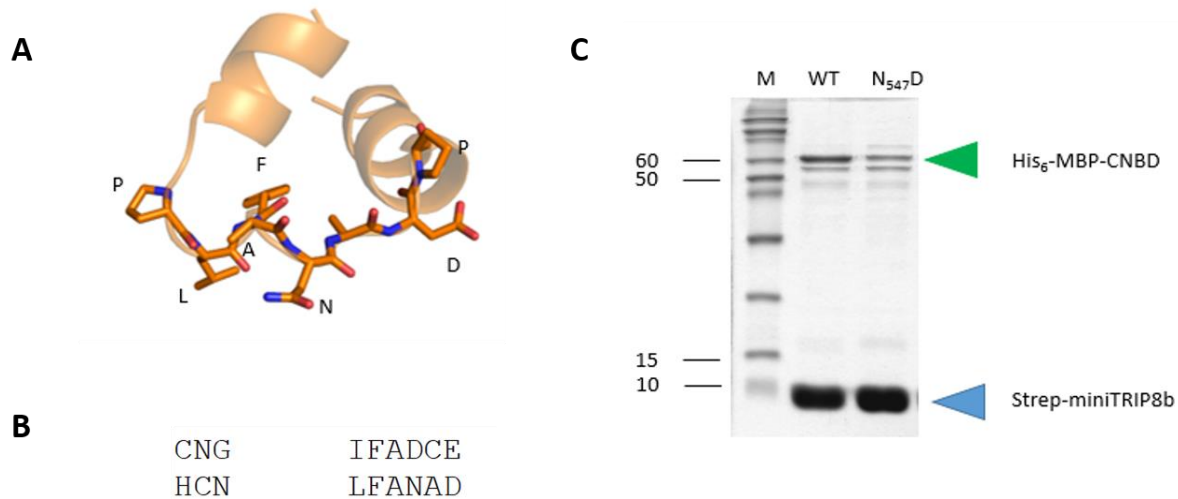 A
P
F
P
A
L
N
D
B
CNG IFADCE
HCN LFANAD
C
M WT N547D
60
50
15
10
His6-MBP-CNBD
Strep-miniTRIP8b